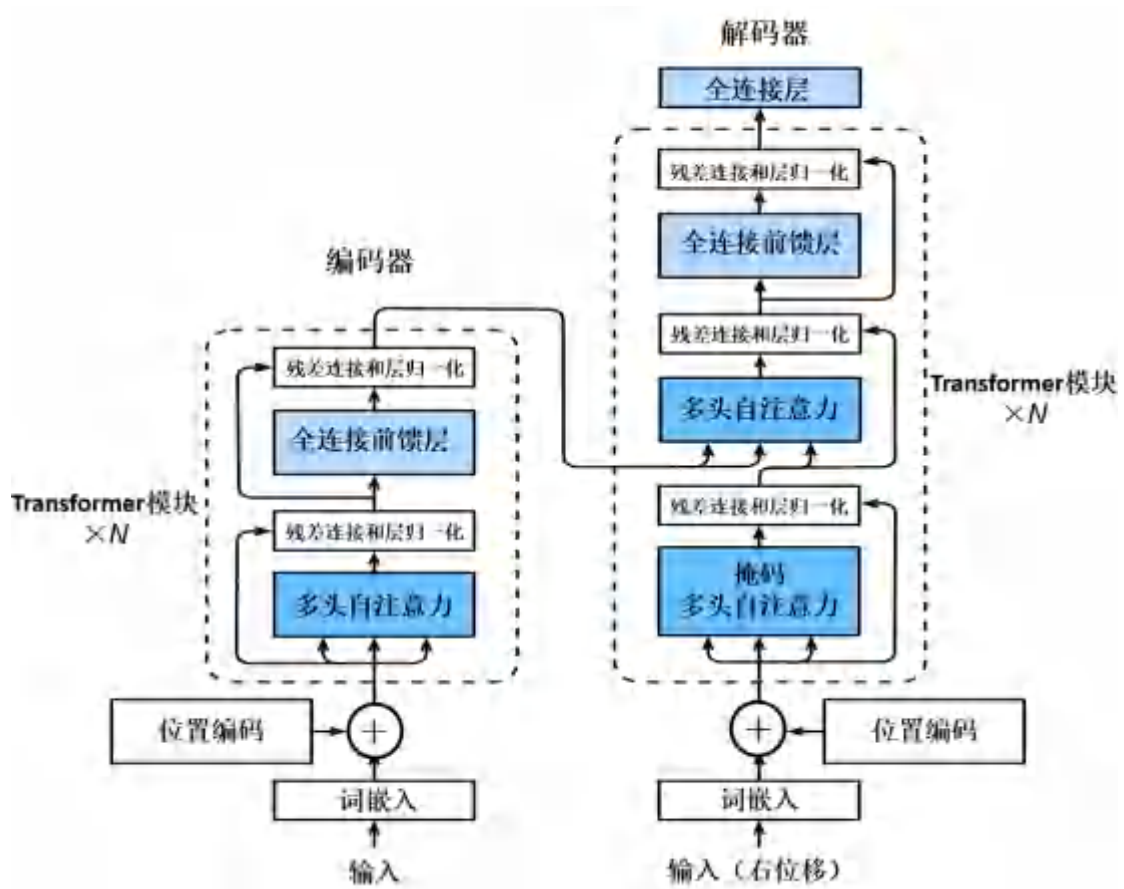 解码器
全连接层
残差连接和层归一化
全连接前馈层
残差连接和层归一化
多头自注意力
残差连接和层归一化
掩码
多头自注意力
Transformer模块
×N
位置编码
词嵌入
输入（右位移）
编码器
残差连接和层归一化
全连接前馈层
残差连接和层归一化
多头自注意力
Transformer模块
×N
位置编码
词嵌入
输入